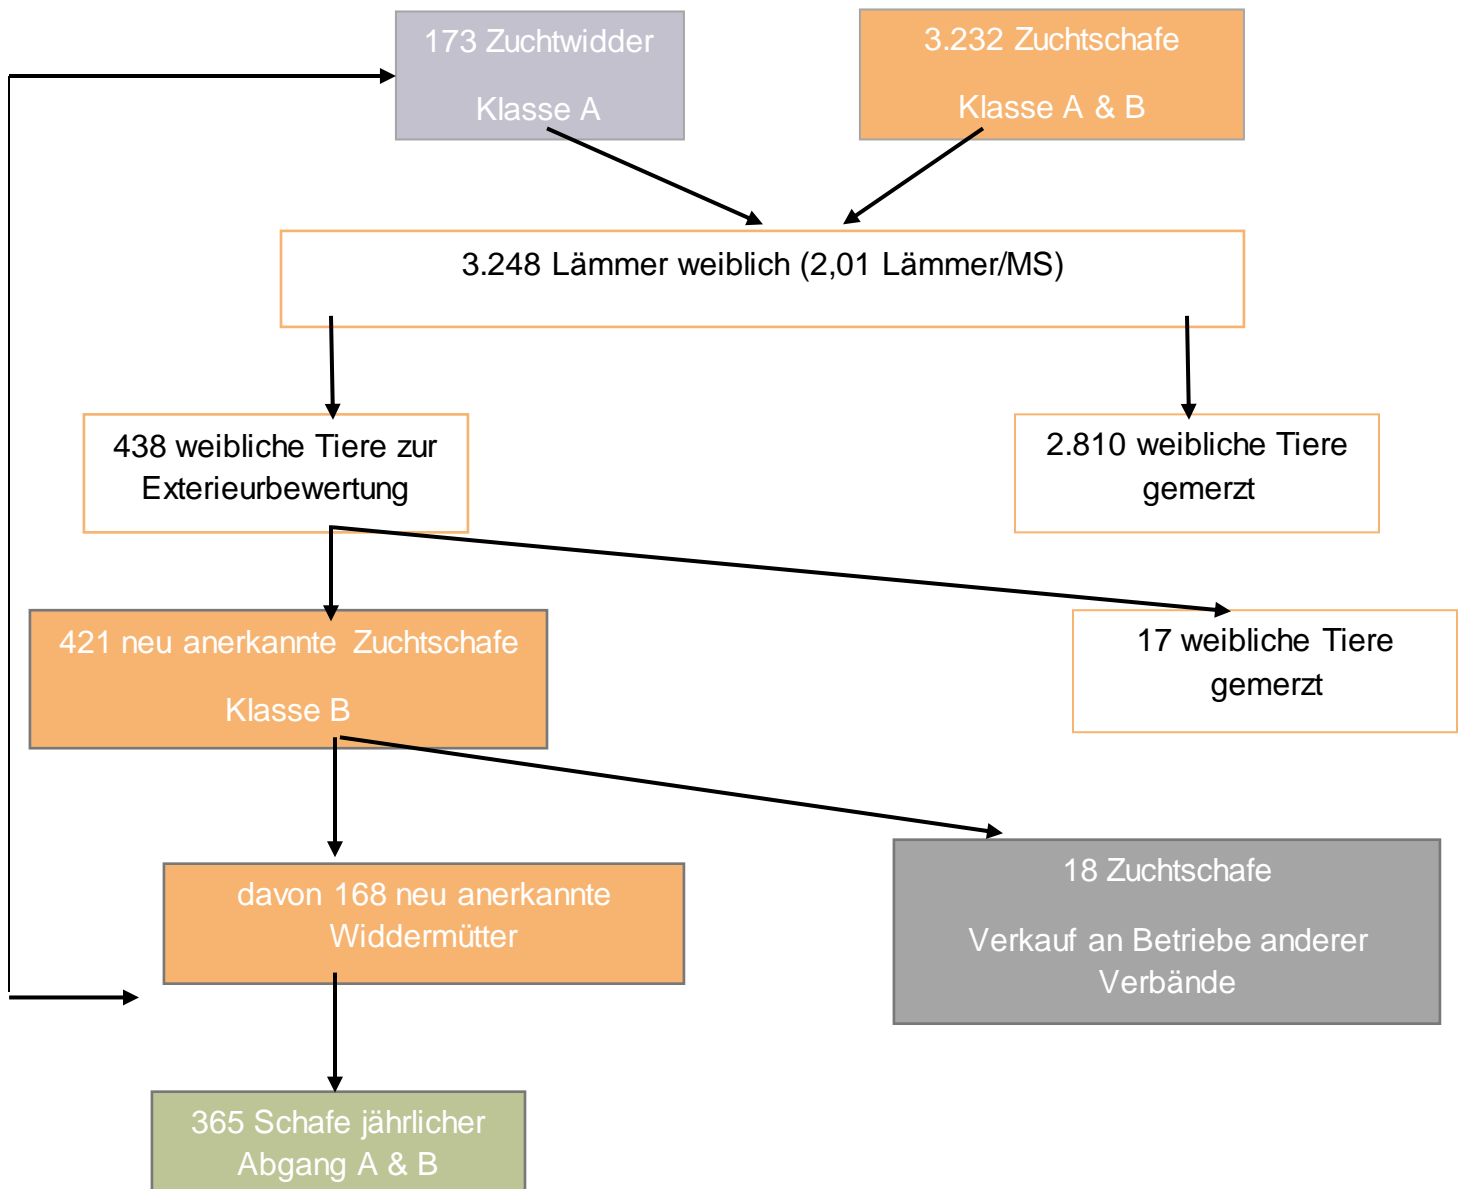 173 Zuchtwidder
Klasse A
3.232 Zuchtschafe
Klasse A & B
3.248 Lämmer weiblich (2,01 Lämmer/MS)
438 weibliche Tiere zur
Exterieurbewertung
2.810 weibliche Tiere
gemerzt
421 neu anerkannte Zuchtschafe
Klasse B
17 weibliche Tiere
gemerzt
davon 168 neu anerkannte
Widdermütter
18 Zuchtschafe
Verkauf an Betriebe anderer
Verbände
365 Schafe jährlicher
Abgang A & B